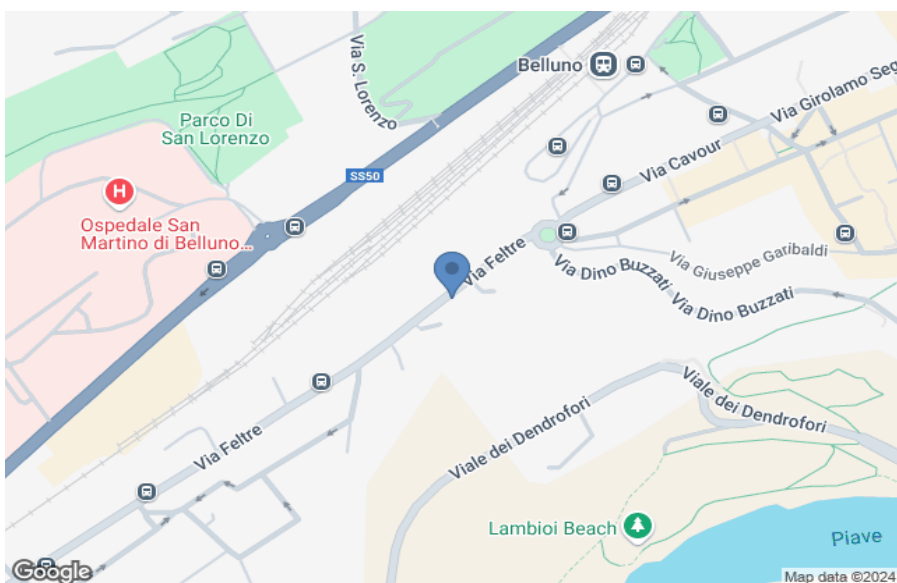 Belluno
Via S. Lorenzo
Via Girolamo Seg
Parco Di
San Lorenzo
Via Cavour
SS50
H
Ospedale San
Martino di Belluno...
Via Feltre
Via Giuseppe Garibaldi
Via Dino Buzzati
Via Dino Buzzati
Viale dei Dendrofori
Viale dei Dendrofori
Via Feltre
Lambioi Beach
Piave
Google
Map data ©2024